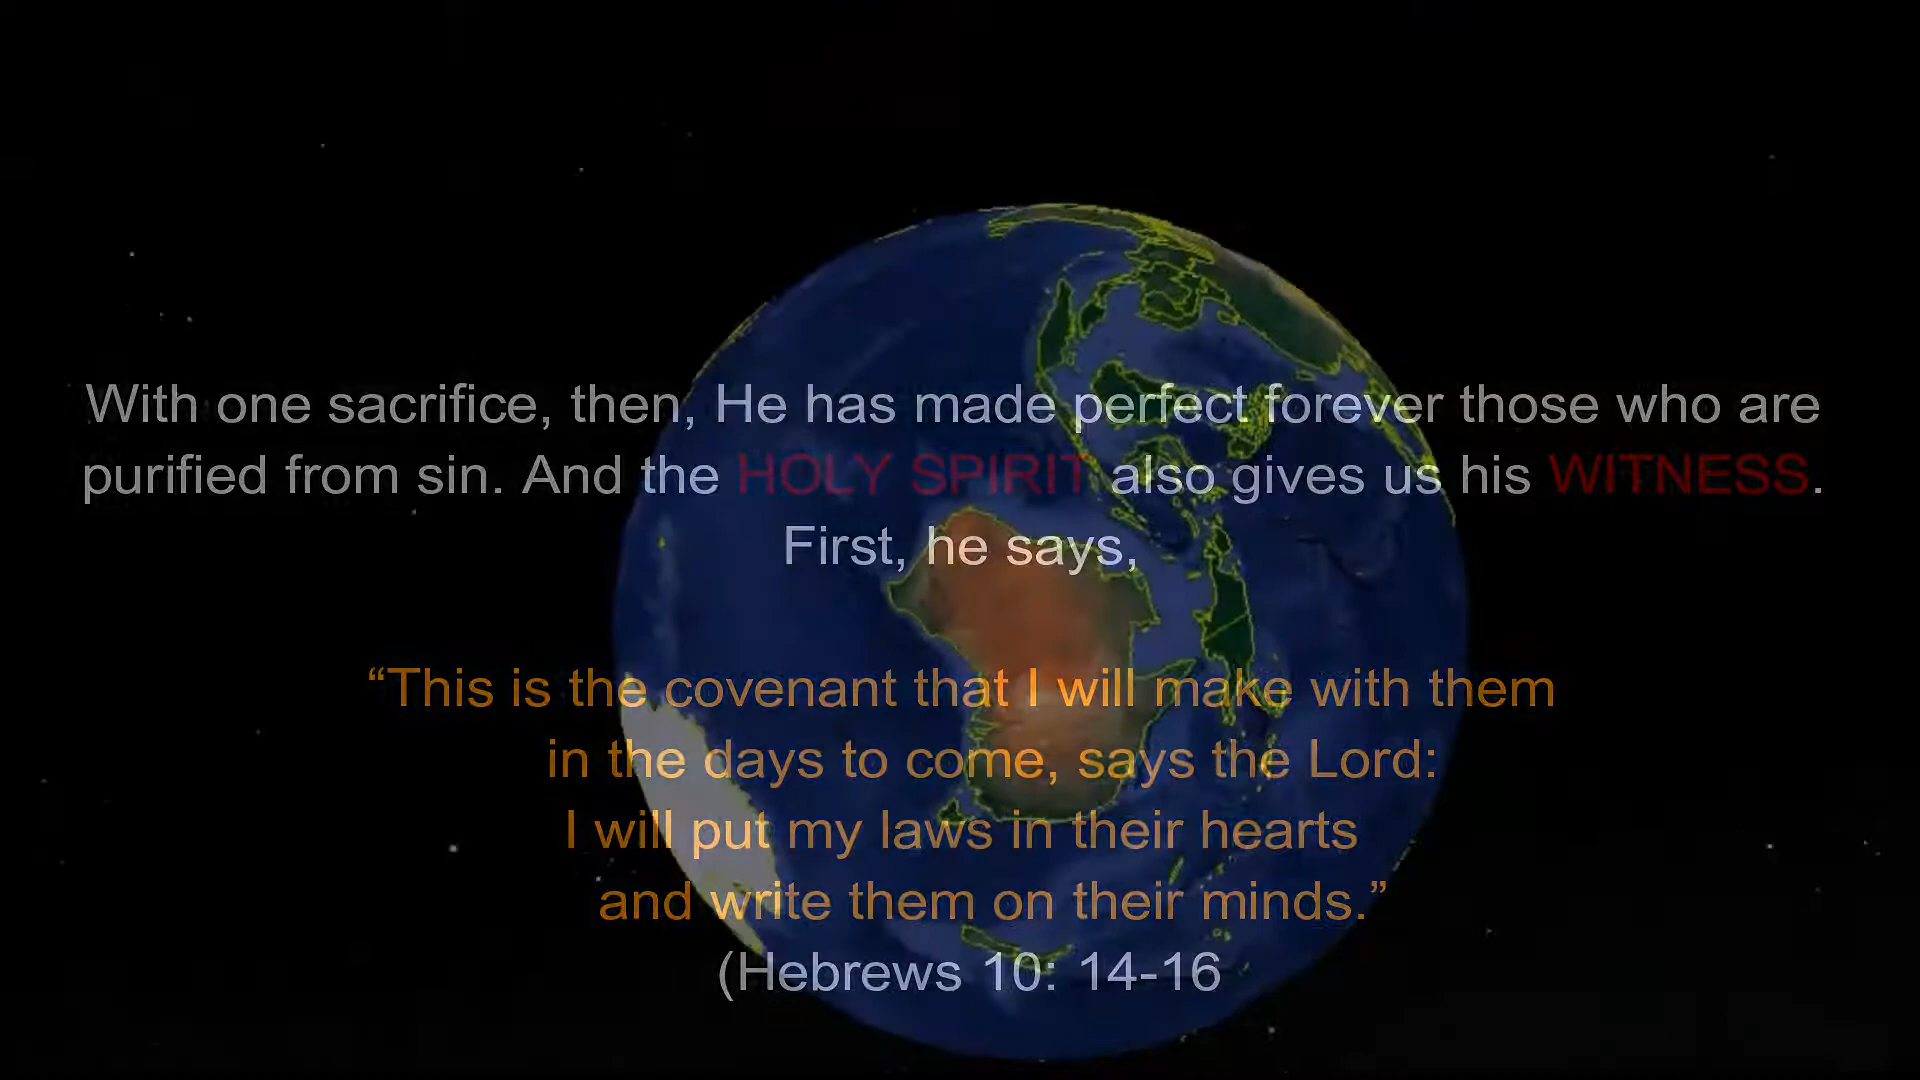 With one sacrifice, then, He has made perfect forever those who are
purified from sin. And the HOLY SPIRIT also gives us his WITNESS.
First, he says,
“This is the covenant that I will make with them
in the days to come, says the Lord:
I will put my laws in their hearts
and write them on their minds.”
(Hebrews 10: 14-16